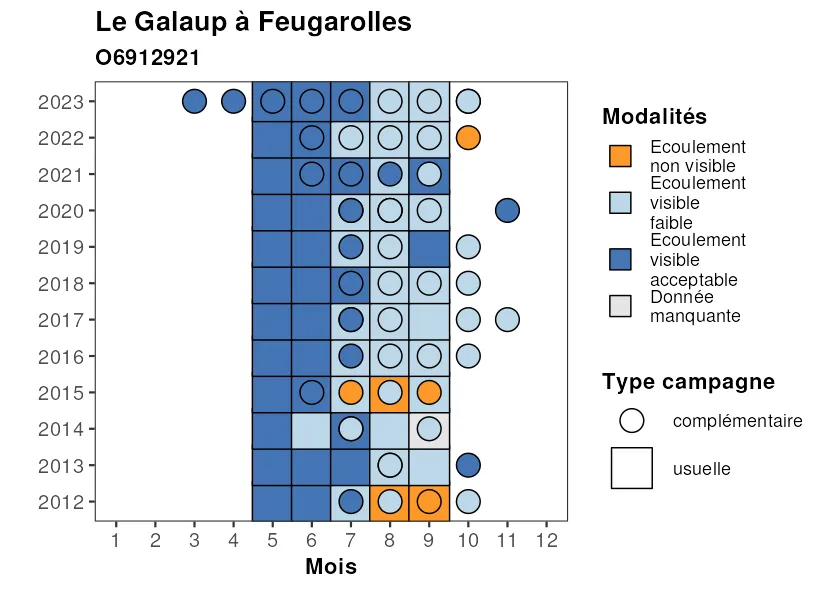 Le Galaup à Feugarolles
O6912921
2023
2022
2021
2020
2019
2018
2017
2016
2015
2014
2013
2012
1 2 3 4 5 6 7 8 9 10 11 12
Mois
Modalités
Ecoulement
non visible
Ecoulement
visible
faible
Ecoulement
visible
acceptable
Donnée
manquante
Type campagne
complémentaire
usuelle